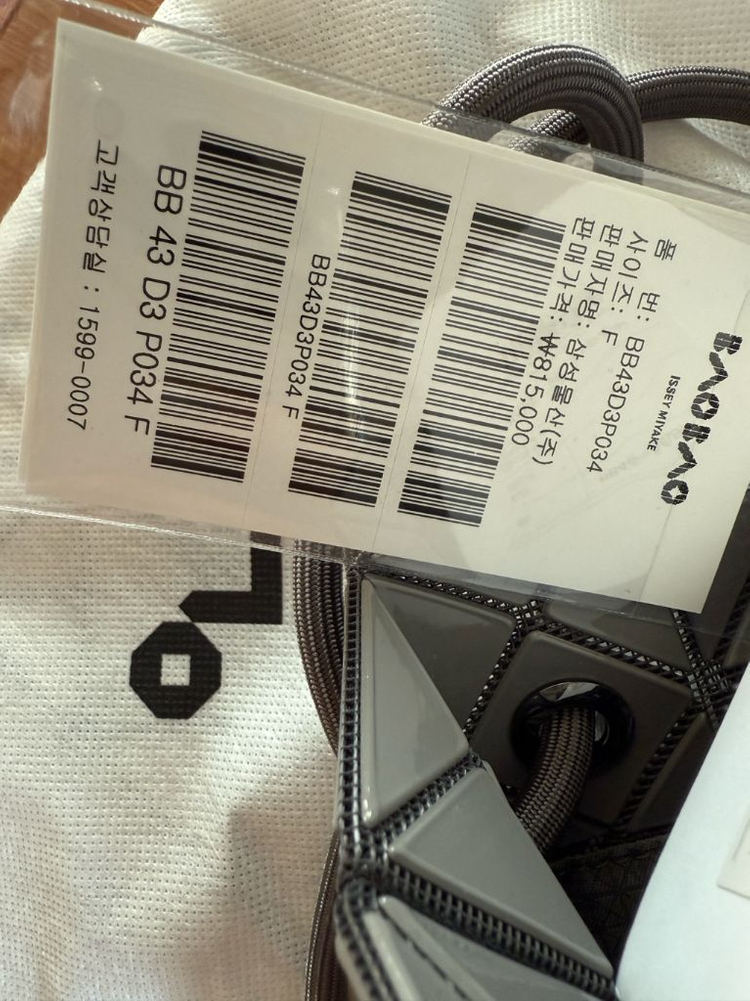 BAO BAO
ISSEY MIYAKE
품 번: BB43D3P034
사이즈: F
판매자명: 삼성물산(주)
판매가격: ₩815,000
BB43D3P034 F
BB 43 D3 P034 F
고객상담실 : 1599-0007